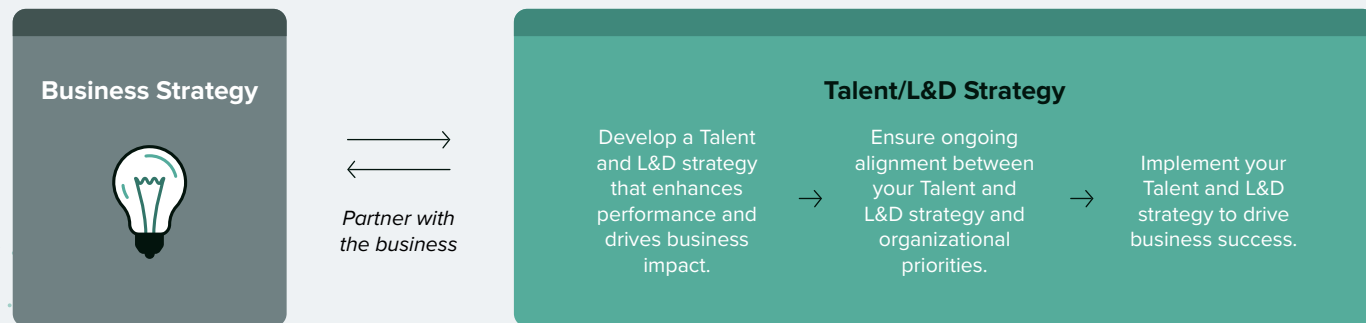 Business Strategy
Partner with
the business
Talent/L&D Strategy
Develop a Talent
and L&D strategy
that enhances
performance and
drives business
impact.
Ensure ongoing
alignment between
your Talent and
L&D strategy and
organizational
priorities.
Implement your
Talent and L&D
strategy to drive
business success.